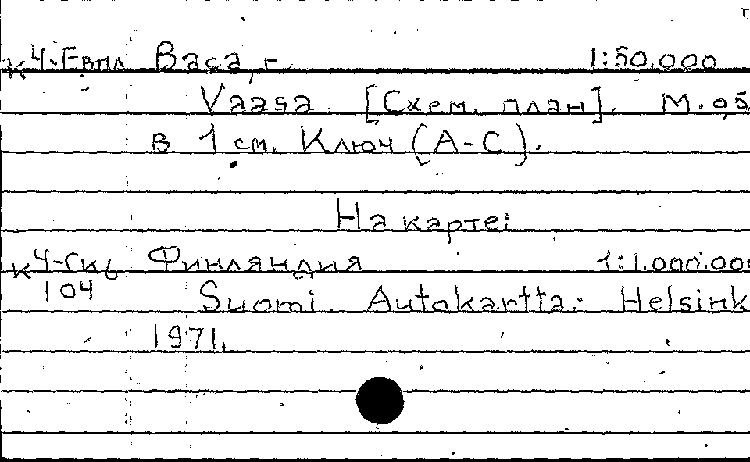 К4-Евпл Васа, г. 1:50.000
Vaasa. [Схем. план]. М. 0,5
в 1 см. Ключ (А-С).
На карте:
К4-Ск6 Финляндия 1:1.000.000
104
Suomi. Autokartta: Helsink
1971.